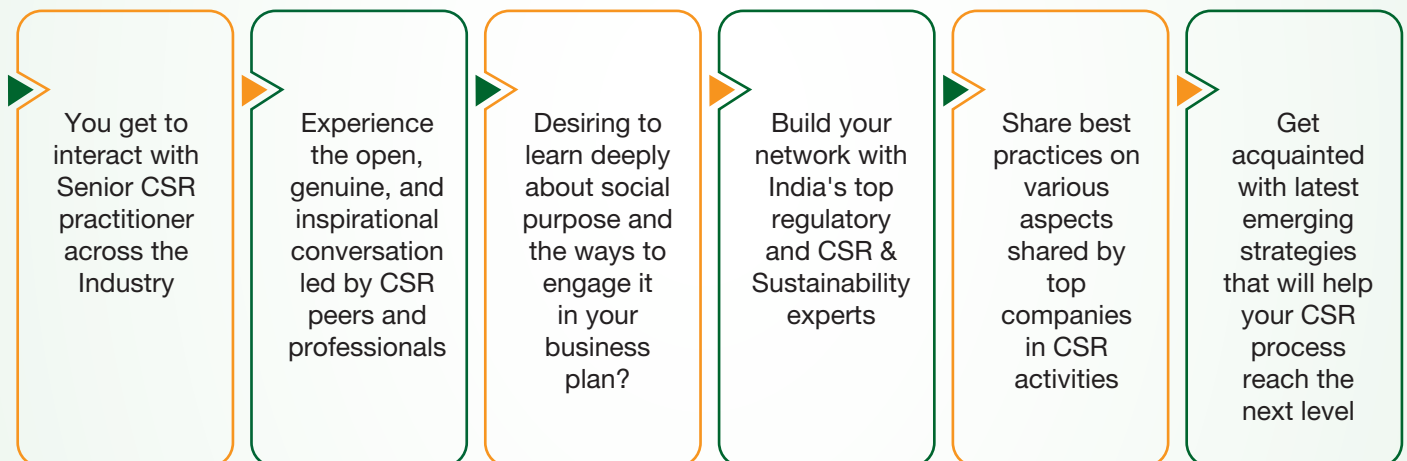 You get to
interact with
Senior CSR
practitioner
across the
Industry
Experience
the open,
genuine, and
inspirational
conversation
led by CSR
peers and
professionals
Desiring to
learn deeply
about social
purpose and
the ways to
engage it
in your
business
plan?
Build your
network with
India's top
regulatory
and CSR &
Sustainability
experts
Share best
practices on
various
aspects
shared by
top
companies
in CSR
activities
Get
acquainted
with latest
emerging
strategies
that will help
your CSR
process
reach the
next level